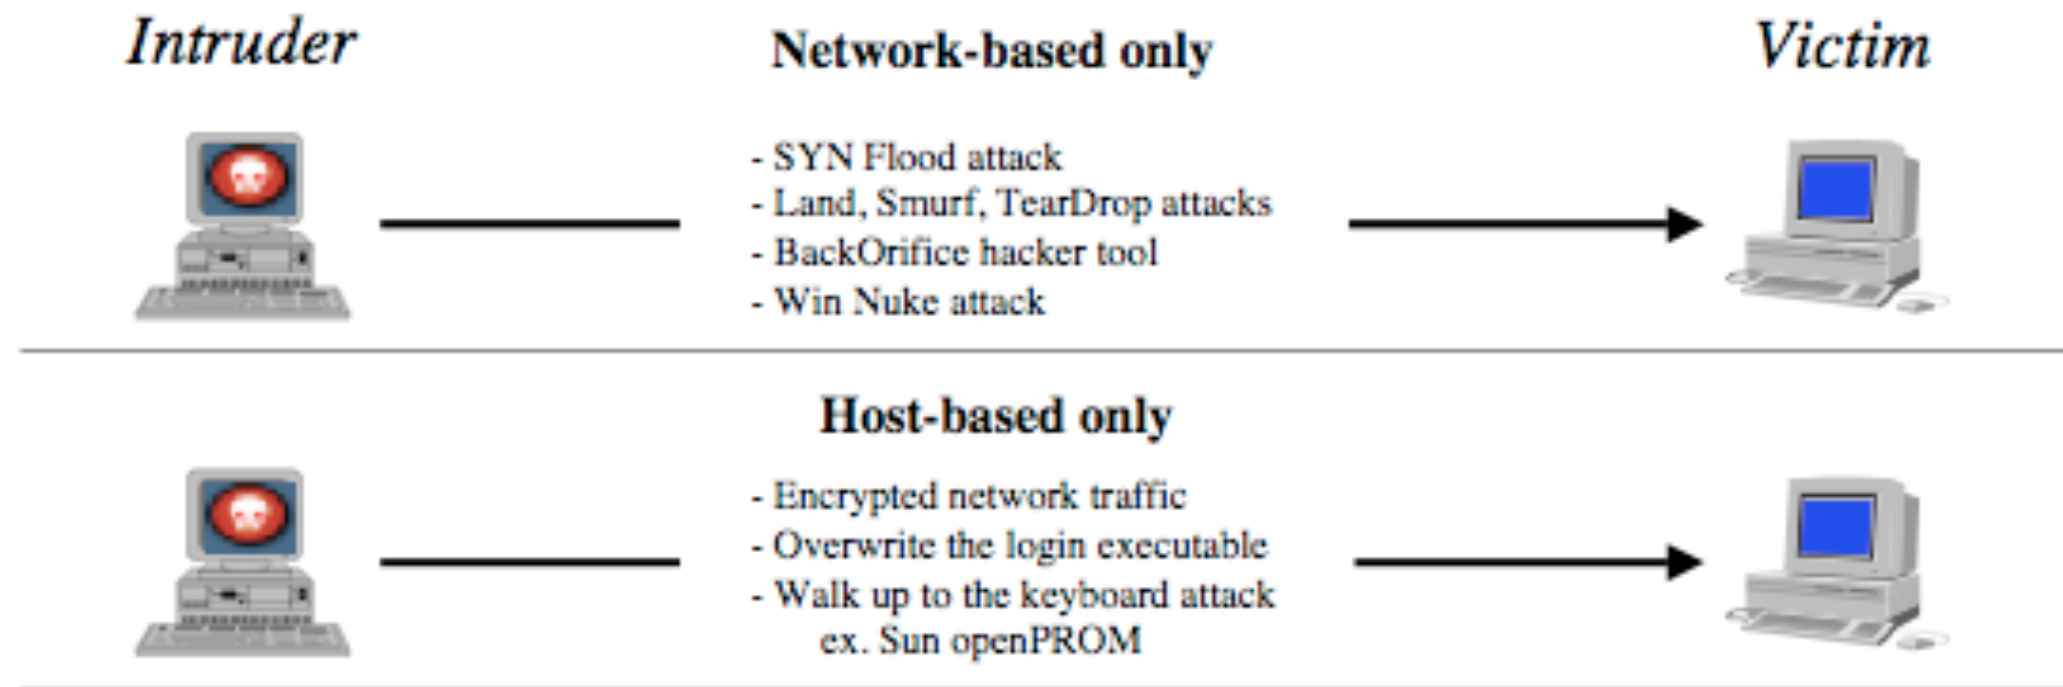 Intruder
Network-based only
Victim
- SYN Flood attack
- Land, Smurf, TearDrop attacks
- BackOrifice hacker tool
- Win Nuke attack
Host-based only
- Encrypted network traffic
- Overwrite the login executable
- Walk up to the keyboard attack
ex. Sun openPROM